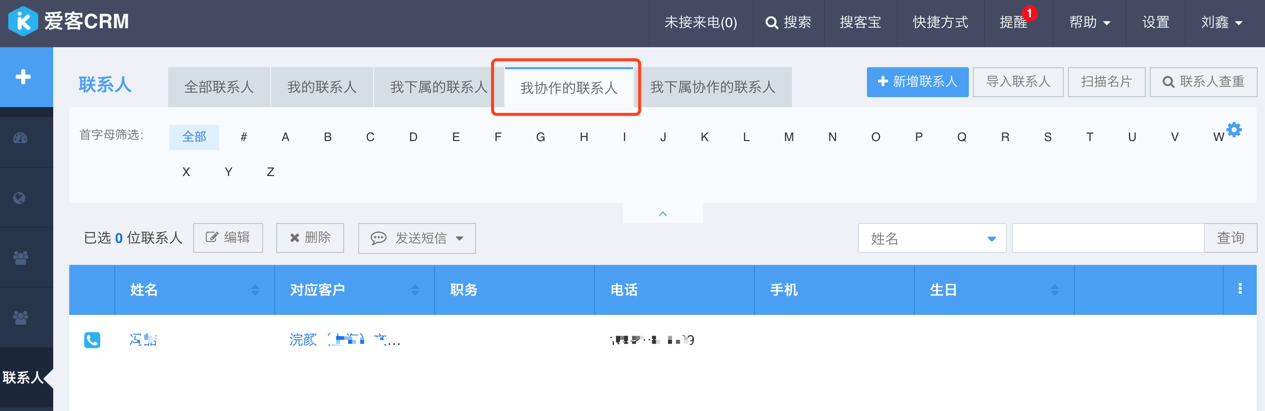 爱客CRM
未接来电(0) 搜索 搜客宝 快捷方式 提醒 1 帮助 设置 刘鑫
联系人 全部联系人 我的联系人 我下属的联系人 我协作的联系人 我下属协作的联系人 新增联系人 导入联系人 扫描名片 联系人查重
首字母筛选: 全部 # A B C D E F G H I J K L M N O P Q R S T U V W
X Y Z
已选 0 位联系人 编辑 删除 发送短信 姓名 查询
姓名 对应客户 职务 电话 手机 生日
联系人